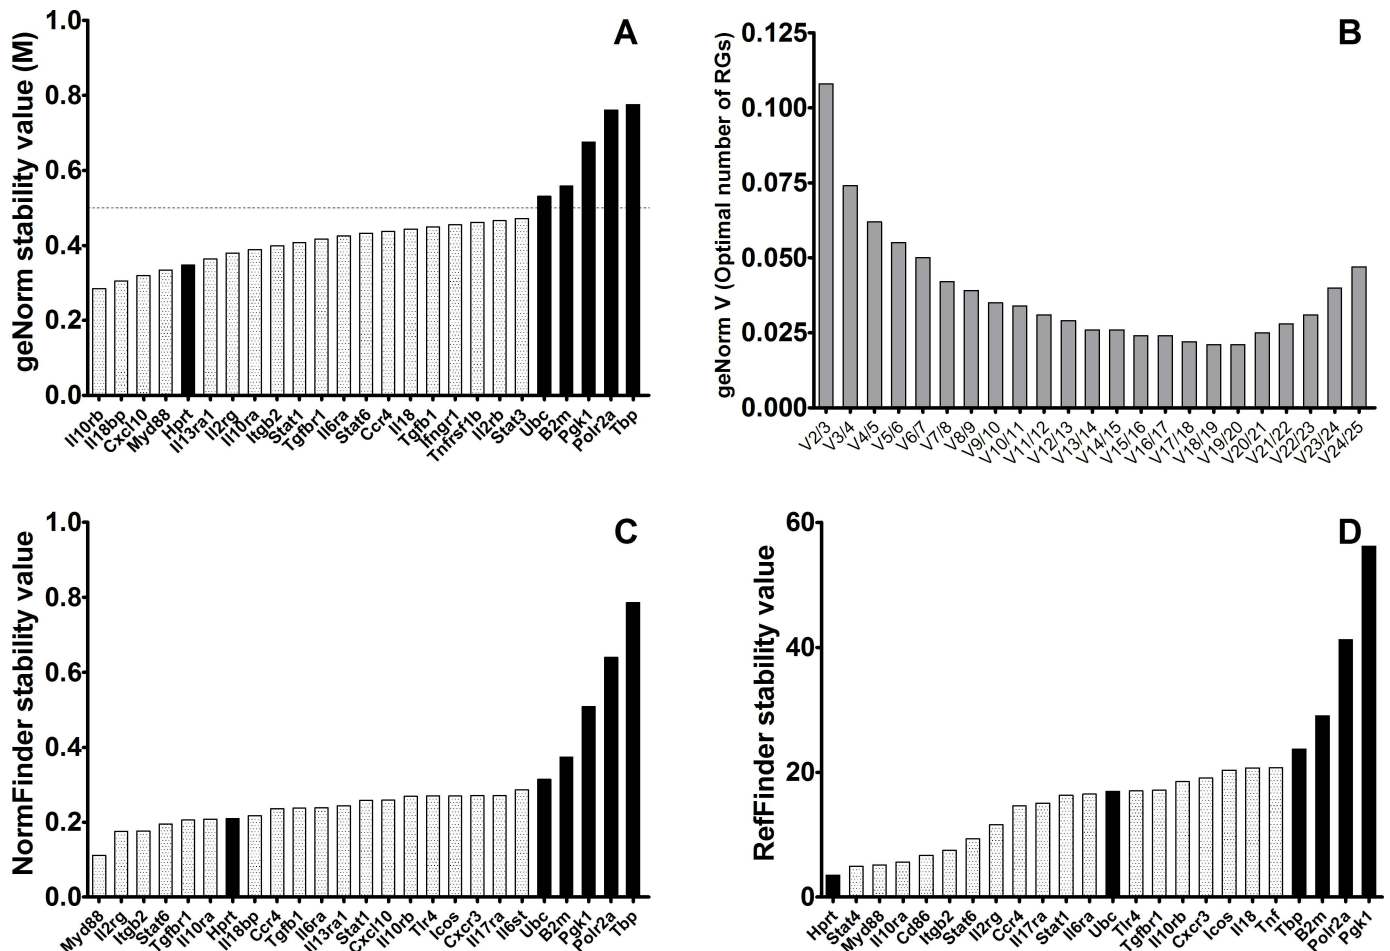 A
geNorm stability value (M)
1.0
0.8
0.6
0.4
0.2
0.0
Il10rb
Il18bp
Cxcl10
Myd88
Hprt
Il13ra1
Il2rg
Il10ra
Itgb2
Stat1
Tgfbr1
Il6ra
Stat6
Ccr4
Il18
Tgfb1
Ifngr1
Tnfrsf1b
Il2rb
Stat3
Ubc
B2m
Pgk1
Polr2a
Tbp
B
geNorm V (Optimal number of RGs)
0.125
0.100
0.075
0.050
0.025
0.000
V2/3
V3/4
V4/5
V5/6
V6/7
V7/8
V8/9
V9/10
V10/11
V11/12
V12/13
V13/14
V14/15
V15/16
V16/17
V17/18
V18/19
V19/20
V20/21
V21/22
V22/23
V23/24
V24/25
C
NormFinder stability value
1.0
0.8
0.6
0.4
0.2
0.0
Myd88
Il2rg
Itgb2
Stat6
Tgfbr1
Il10ra
Hprt
Il18bp
Ccr4
Tgfb1
Il6ra
Il13ra1
Stat1
Cxcl10
Il10rb
Tlr4
Icos
Cxcr3
Il17ra
Il6st
Ubc
B2m
Pgk1
Polr2a
Tbp
D
RefFinder stability value
60
40
20
0
Hprt
Stat4
Myd88
Il10ra
Cd86
Itgb2
Stat6
Il2rg
Ccr4
Il17ra
Stat1
Il6ra
Ubc
Tlr4
Tgfbr1
Il10rb
Cxcr3
Icos
Il18
Tnf
Tbp
B2m
Polr2a
Pgk1